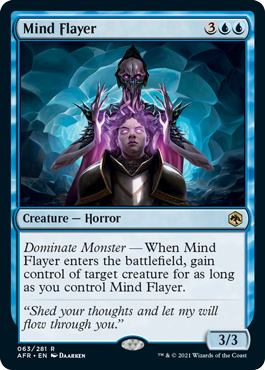 Mind Flayer
3
Creature — Horror
Dominate Monster — When Mind
Flayer enters the battlefield, gain
control of target creature for as long
as you control Mind Flayer.
“Shed your thoughts and let my will
flow through you.”
3/3
063/281 R
AFR • EN Daarken
™ & © 2021 Wizards of the Coast